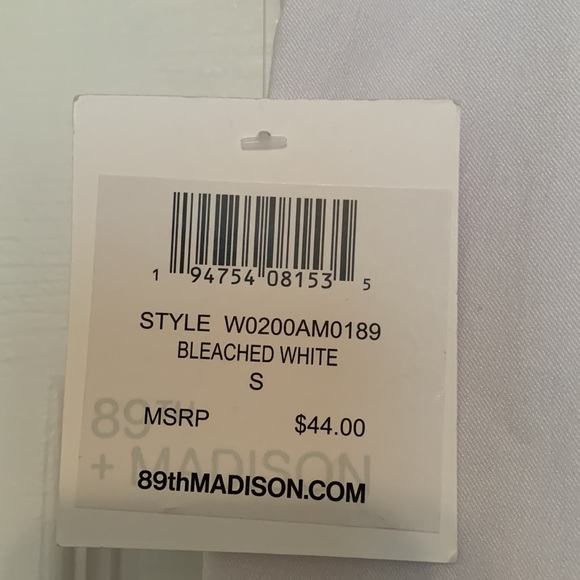 1 94754 08153 5
STYLE W0200AM0189
BLEACHED WHITE
S
89TH
+ MADISON
MSRP $44.00
89thMADISON.COM